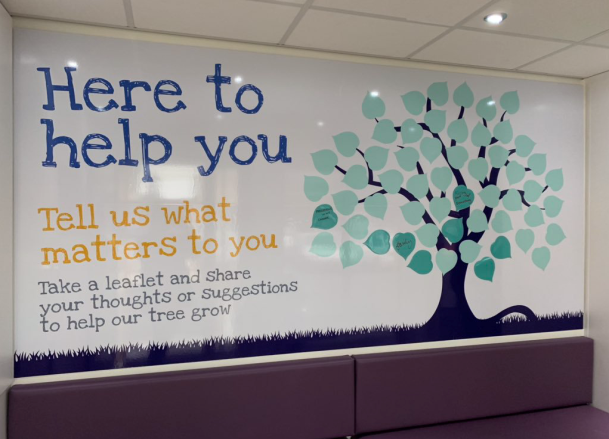 Here to
help you
Tell us what
matters to you
Take a leaflet and share
your thoughts or suggestions
to help our tree grow